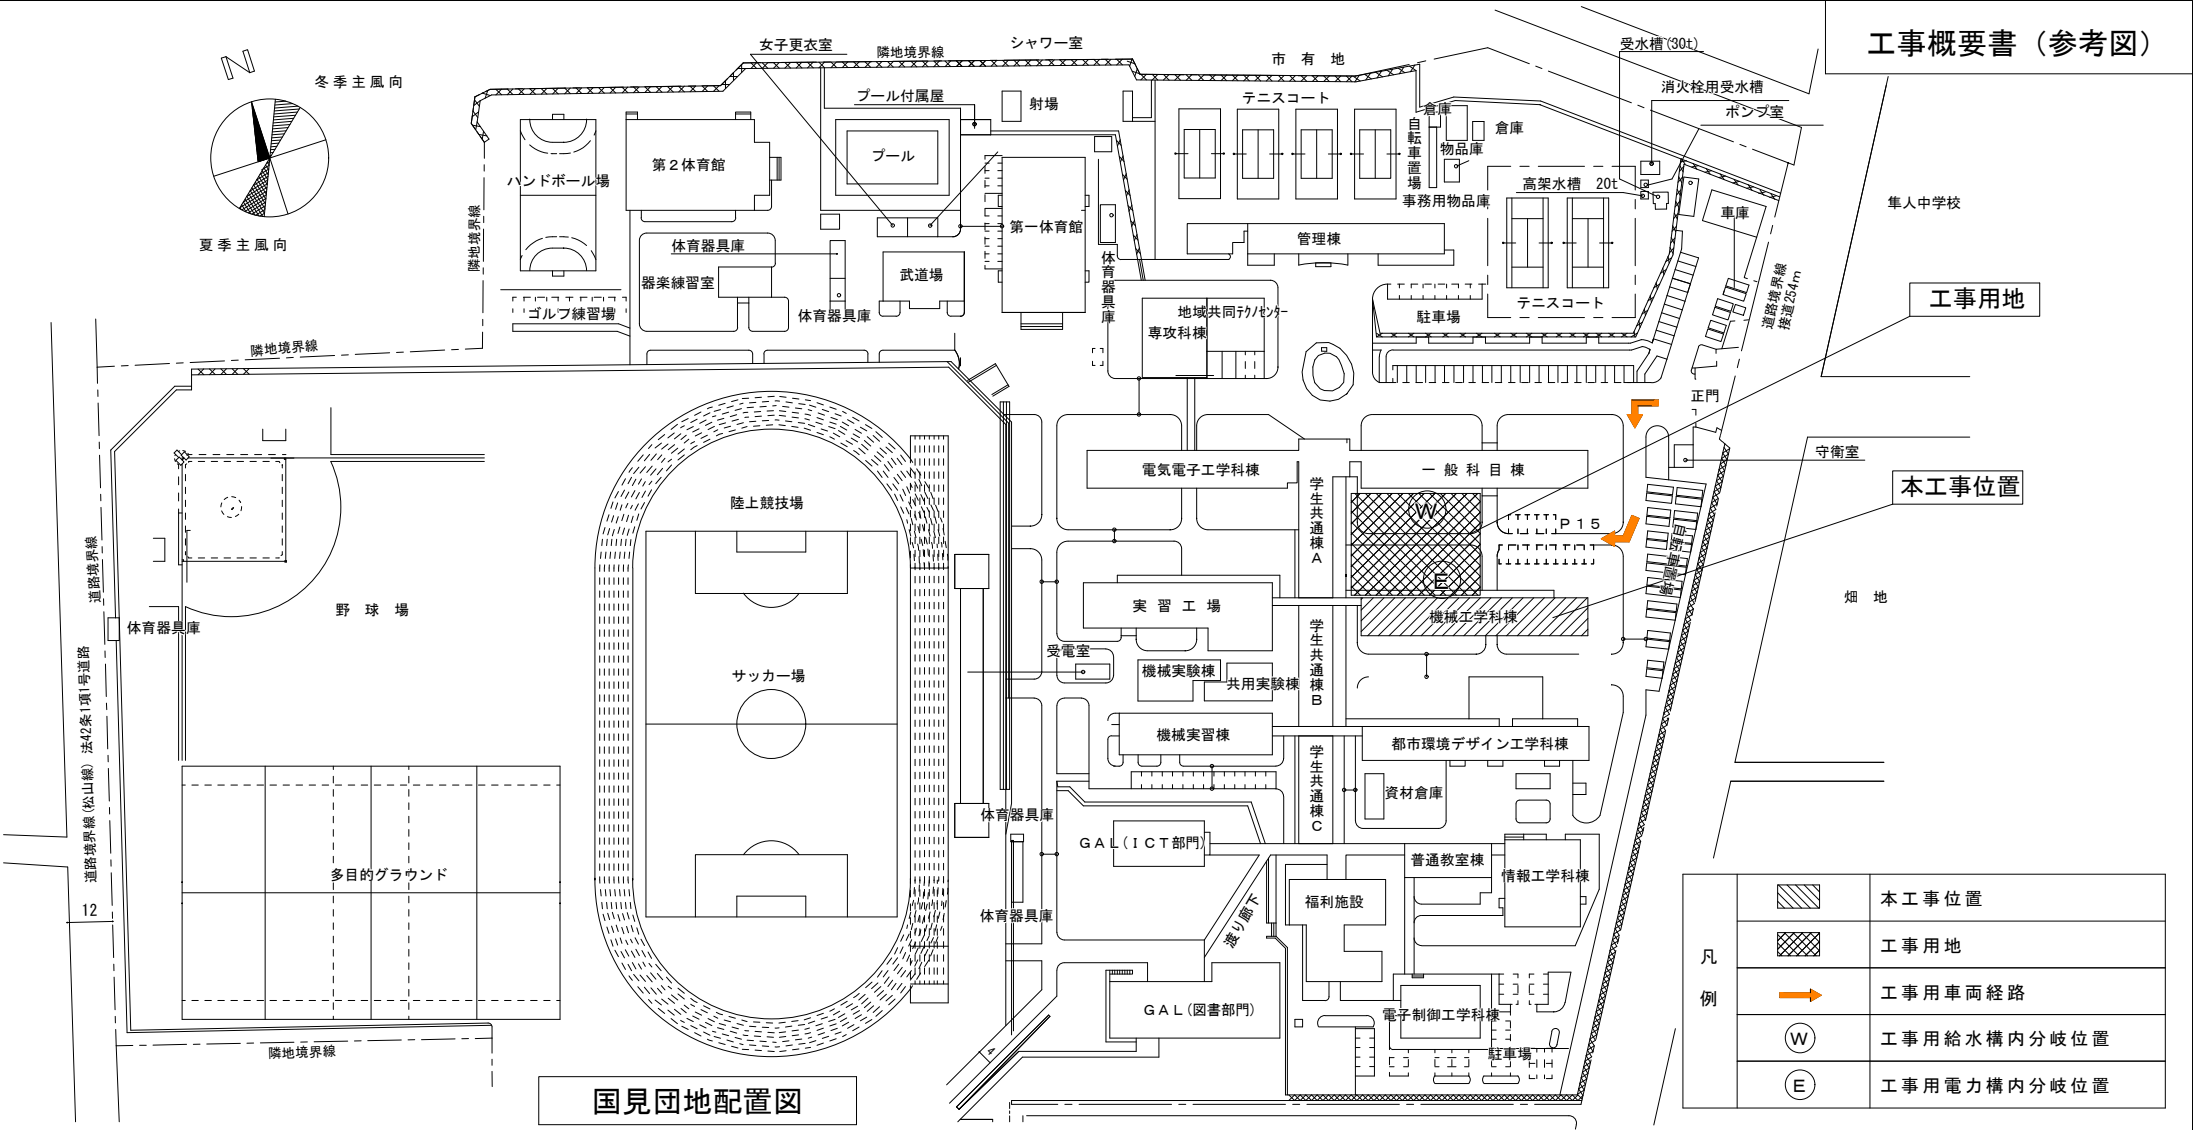 工事概要書（参考図）
N
冬季主風向
夏季主風向
女子更衣室
隣地境界線
シャワー室
市有地
受水槽(30t)
消火栓用受水槽
ポンプ室
プール付属屋
射場
テニスコート
倉庫
倉庫
自転車置場
物品庫
事務用物品庫
高架水槽 20t
車庫
隼人中学校
ハンドボール場
第２体育館
プール
第一体育館
隣地境界線
体育器具庫
器楽練習室
武道場
体育器具庫
体育器具庫
管理棟
テニスコート
道路境界線
接道254m
工事用地
ゴルフ練習場
地域共同テクノセンター
専攻科棟
駐車場
隣地境界線
正門
守衛室
本工事位置
電気電子工学科棟
一般科目棟
学生共通棟A
W
P15
E
自転車置場
陸上競技場
道路境界線
野球場
体育器具庫
実習工場
機械工学科棟
畑地
受電室
機械実験棟
共用実験棟
学生共通棟B
サッカー場
機械実習棟
都市環境デザイン工学科棟
道路境界線(松山線) 法42条1項1号道路
学生共通棟C
資材倉庫
体育器具庫
GAL(ICT部門)
普通教室棟
情報工学科棟
多目的グラウンド
12
福利施設
体育器具庫
渡り廊下
GAL(図書部門)
電子制御工学科棟
駐車場
4
隣地境界線
国見団地配置図
凡例
本工事位置
工事用地
工事用車両経路
W 工事用給水構内分岐位置
E 工事用電力構内分岐位置